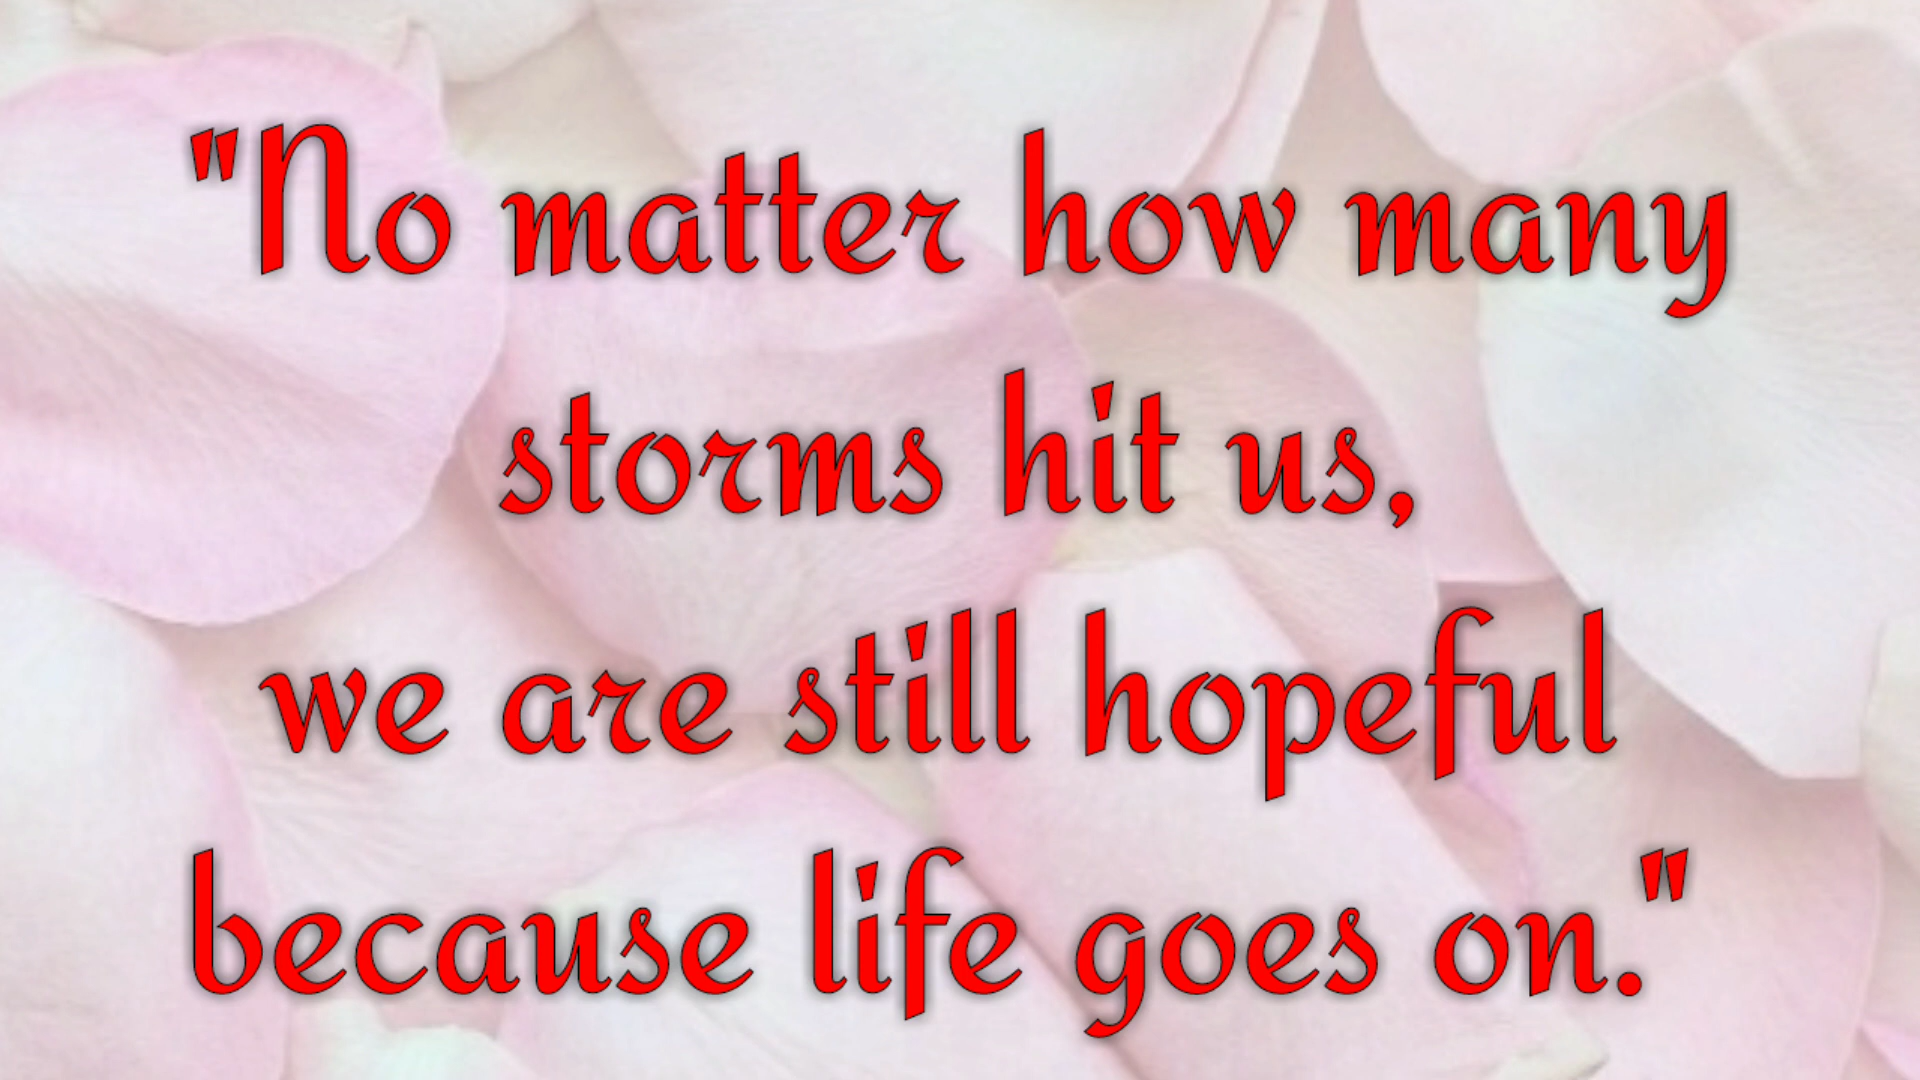 "No matter how many
storms hit us,
we are still hopeful
because life goes on."